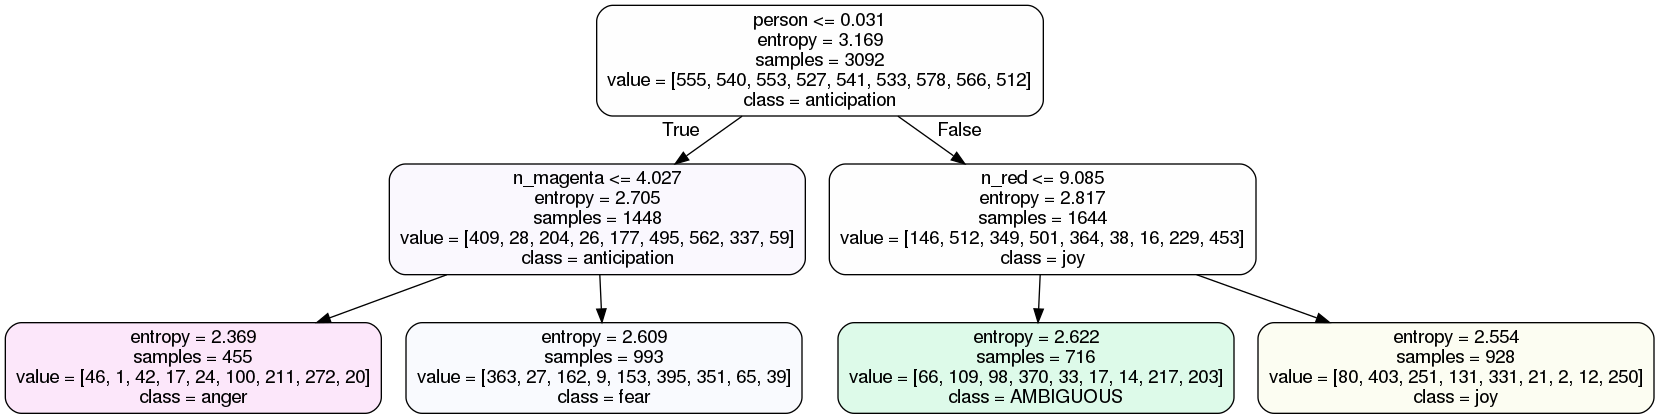 person <= 0.031
entropy = 3.169
samples = 3092
value = [555, 540, 553, 527, 541, 533, 578, 566, 512]
class = anticipation
True
False
n_magenta <= 4.027
entropy = 2.705
samples = 1448
value = [409, 28, 204, 26, 177, 495, 562, 337, 59]
class = anticipation
n_red <= 9.085
entropy = 2.817
samples = 1644
value = [146, 512, 349, 501, 364, 38, 16, 229, 453]
class = joy
entropy = 2.369
samples = 455
value = [46, 1, 42, 17, 24, 100, 211, 272, 20]
class = anger
entropy = 2.609
samples = 993
value = [363, 27, 162, 9, 153, 395, 351, 65, 39]
class = fear
entropy = 2.622
samples = 716
value = [66, 109, 98, 370, 33, 17, 14, 217, 203]
class = AMBIGUOUS
entropy = 2.554
samples = 928
value = [80, 403, 251, 131, 331, 21, 2, 12, 250]
class = joy